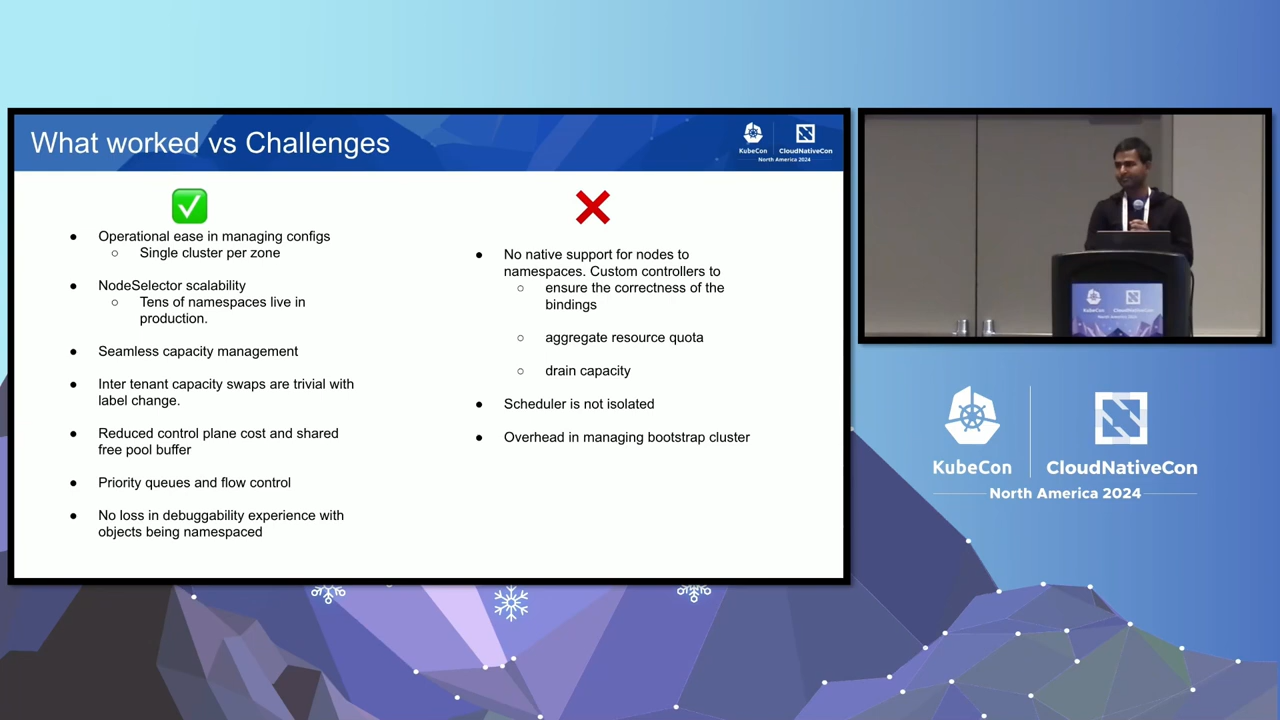 What worked vs Challenges
KubeCon
CloudNativeCon
North America 2024
● Operational ease in managing configs
○ Single cluster per zone
● NodeSelector scalability
○ Tens of namespaces live in
production.
● Seamless capacity management
● Inter tenant capacity swaps are trivial with
label change.
● Reduced control plane cost and shared
free pool buffer
● Priority queues and flow control
● No loss in debuggability experience with
objects being namespaced
● No native support for nodes to
namespaces. Custom controllers to
○ ensure the correctness of the
bindings
○ aggregate resource quota
○ drain capacity
● Scheduler is not isolated
● Overhead in managing bootstrap cluster
KubeCon
CloudNativeCon
North America 2024
KubeCon
CloudNativeCon
North America 2024